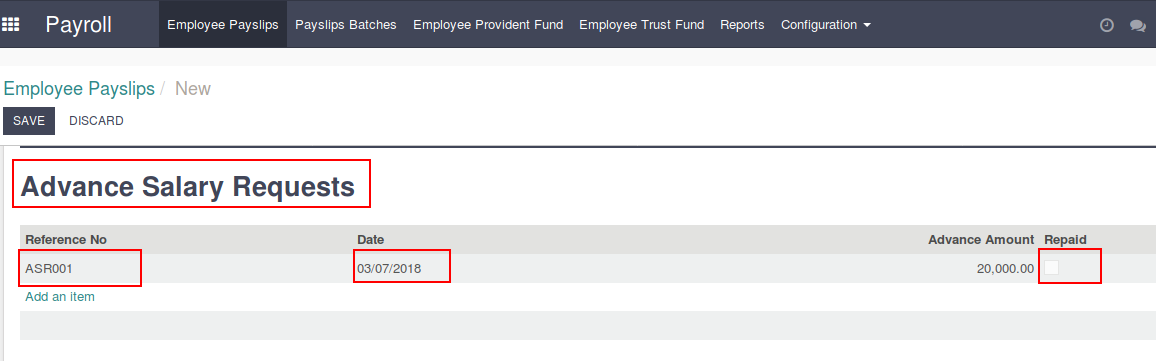 Payroll Employee Payslips Payslips Batches Employee Provident Fund Employee Trust Fund Reports Configuration
Employee Payslips / New
SAVE DISCARD
Advance Salary Requests
Reference No Date Advance Amount Repaid
ASR001 03/07/2018 20,000.00
Add an item